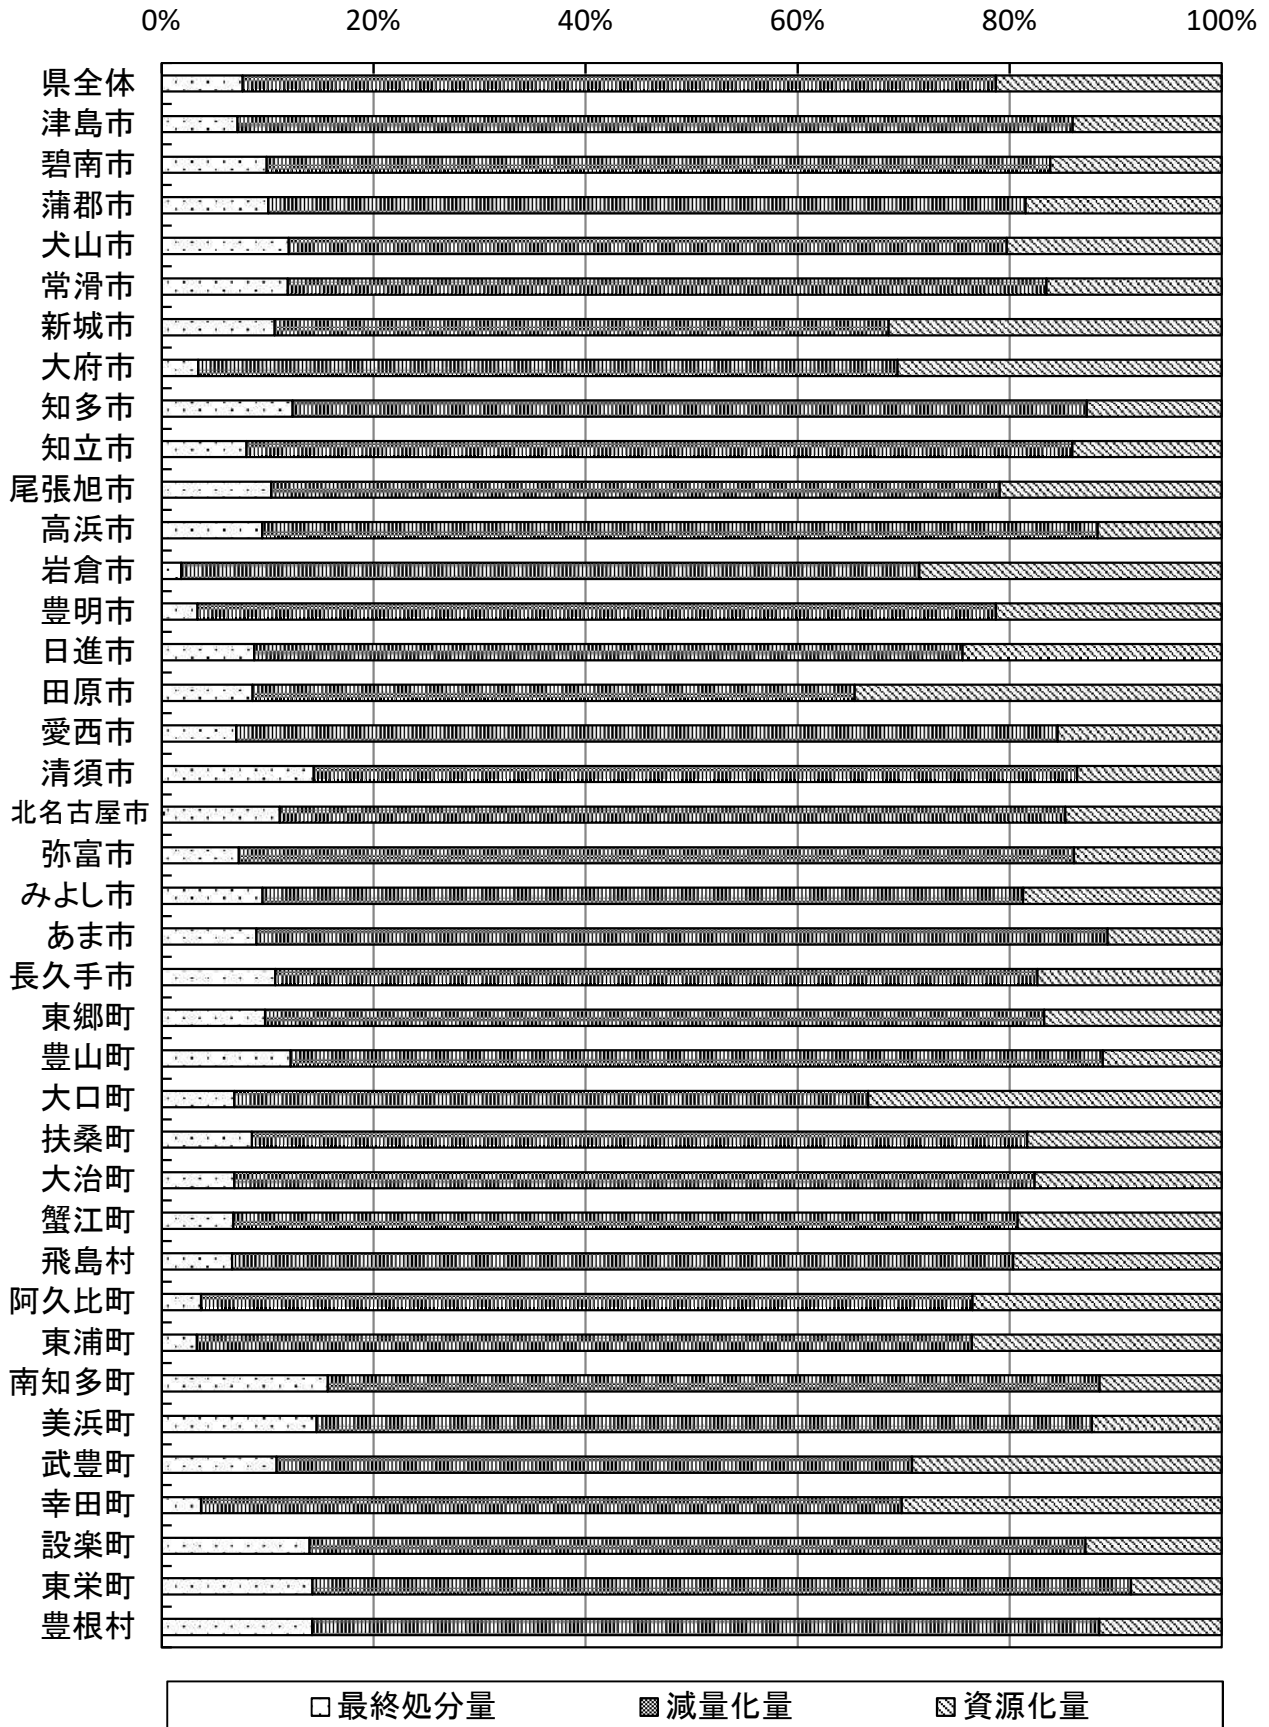 0% 20% 40% 60% 80% 100%
県全体
津島市
碧南市
蒲郡市
犬山市
常滑市
新城市
大府市
知多市
知立市
尾張旭市
高浜市
岩倉市
豊明市
日進市
田原市
愛西市
清須市
北名古屋市
弥富市
みよし市
あま市
長久手市
東郷町
豊山町
大口町
扶桑町
大治町
蟹江町
飛島村
阿久比町
東浦町
南知多町
美浜町
武豊町
幸田町
設楽町
東栄町
豊根村
最終処分量 減量化量 資源化量